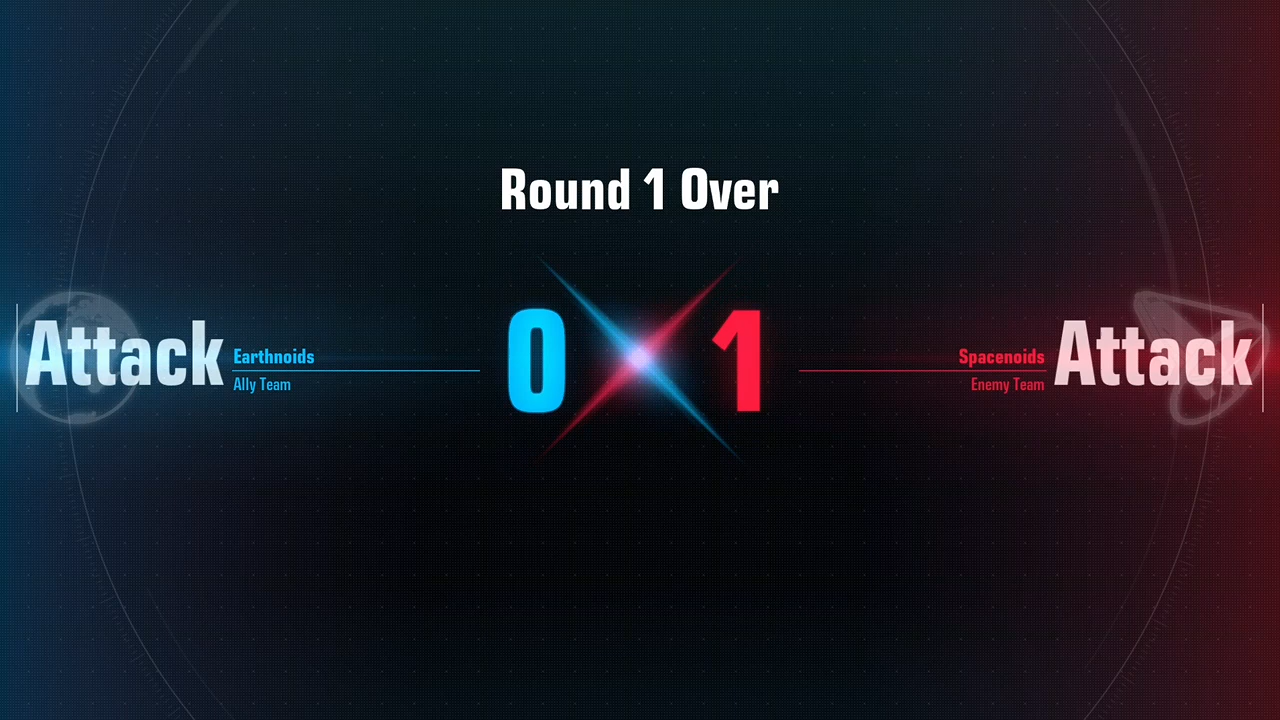 Round 1 Over
0 1
Attack
Earthnoids
Ally Team
Spacenoids
Enemy Team
Attack